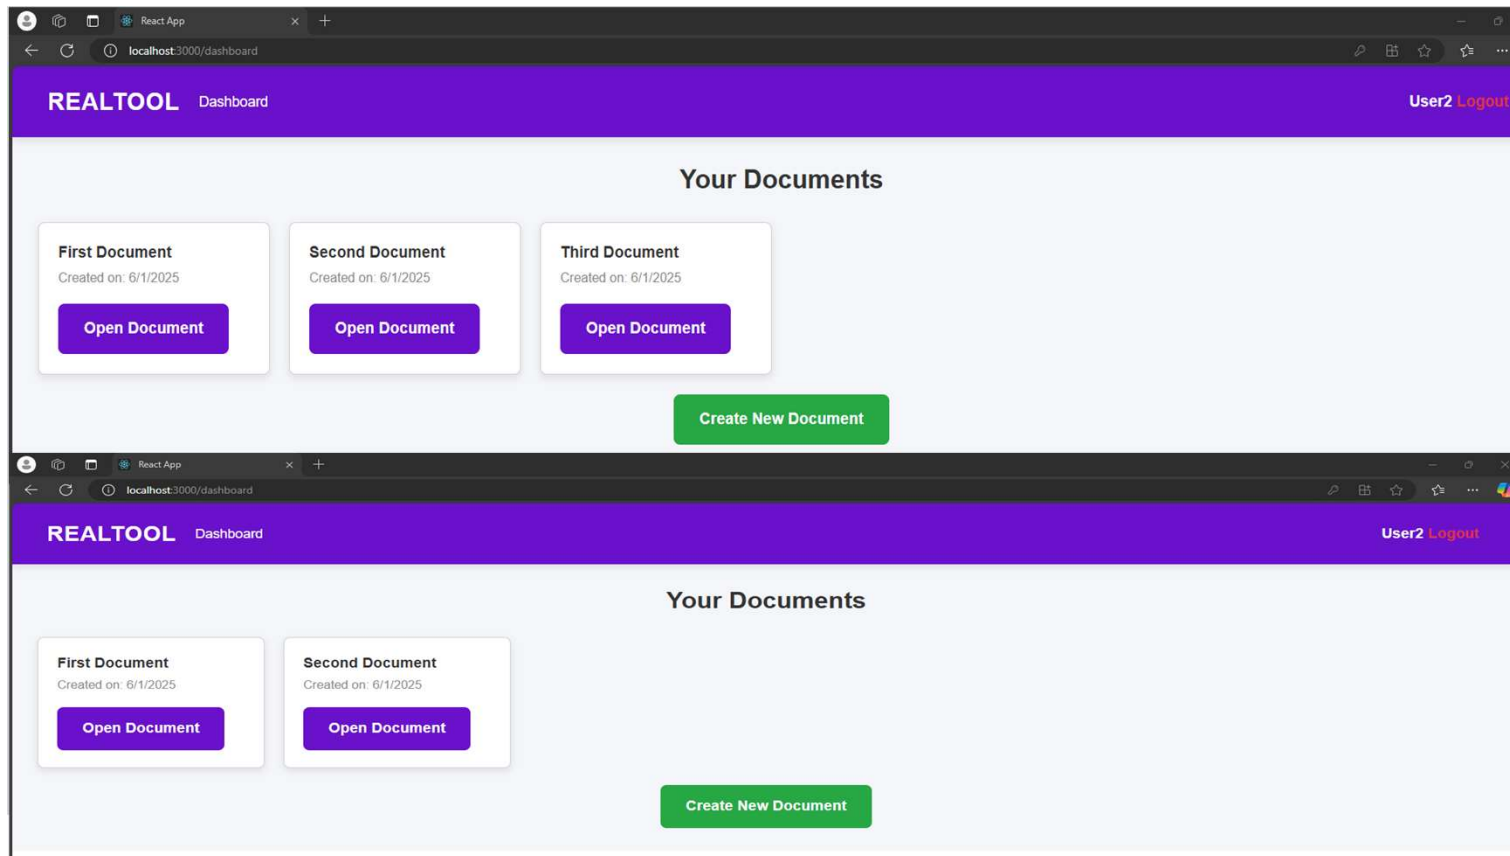 React App
localhost:3000/dashboard
REALTOOL Dashboard User2 Logout
Your Documents
First Document Second Document Third Document
Created on: 6/1/2025 Created on: 6/1/2025 Created on: 6/1/2025
Open Document Open Document Open Document
Create New Document
React App
localhost:3000/dashboard
REALTOOL Dashboard User2 Logout
Your Documents
First Document Second Document
Created on: 6/1/2025 Created on: 6/1/2025
Open Document Open Document
Create New Document